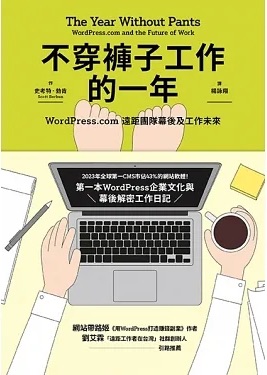 The Year Without Pants
WordPress.com and the Future of Work
不穿褲子工作
的一年
作
史考特・勃肯
Scott Berkun
譯
楊詠翔
WordPress.com 遠距團隊幕後及工作未來
2023年全球第一CMS市佔43%的網站軟體!
第一本WordPress企業文化與
幕後解密工作日記
網站帶路姬《用WordPress打造賺錢副業》作者
劉艾霖「遠距工作者在台灣」社群創辦人
引路推薦